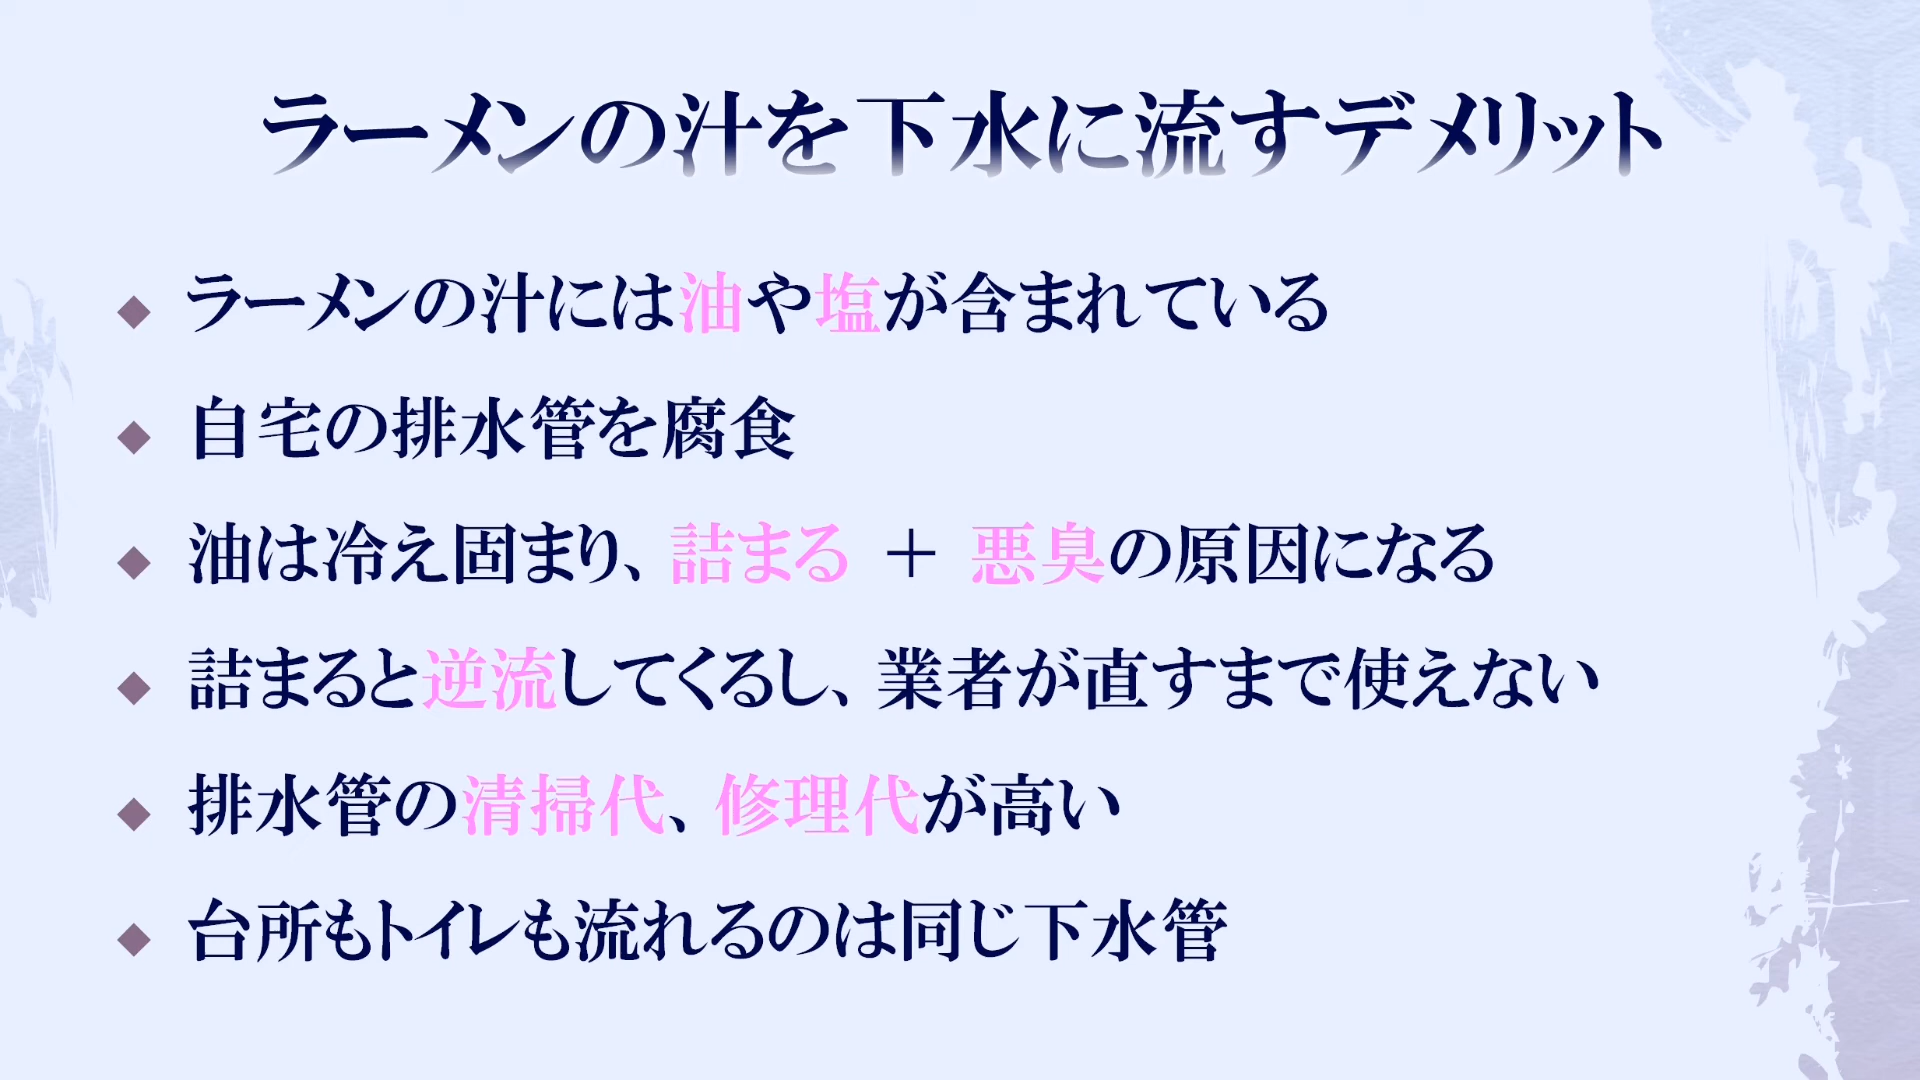 ラーメンの汁を下水に流すデメリット
◆ ラーメンの汁には油や塩が含まれている
◆ 自宅の排水管を腐食
◆ 油は冷え固まり、詰まる ＋ 悪臭の原因になる
◆ 詰まると逆流してくるし、業者が直すまで使えない
◆ 排水管の清掃代、修理代が高い
◆ 台所もトイレも流れるのは同じ下水管